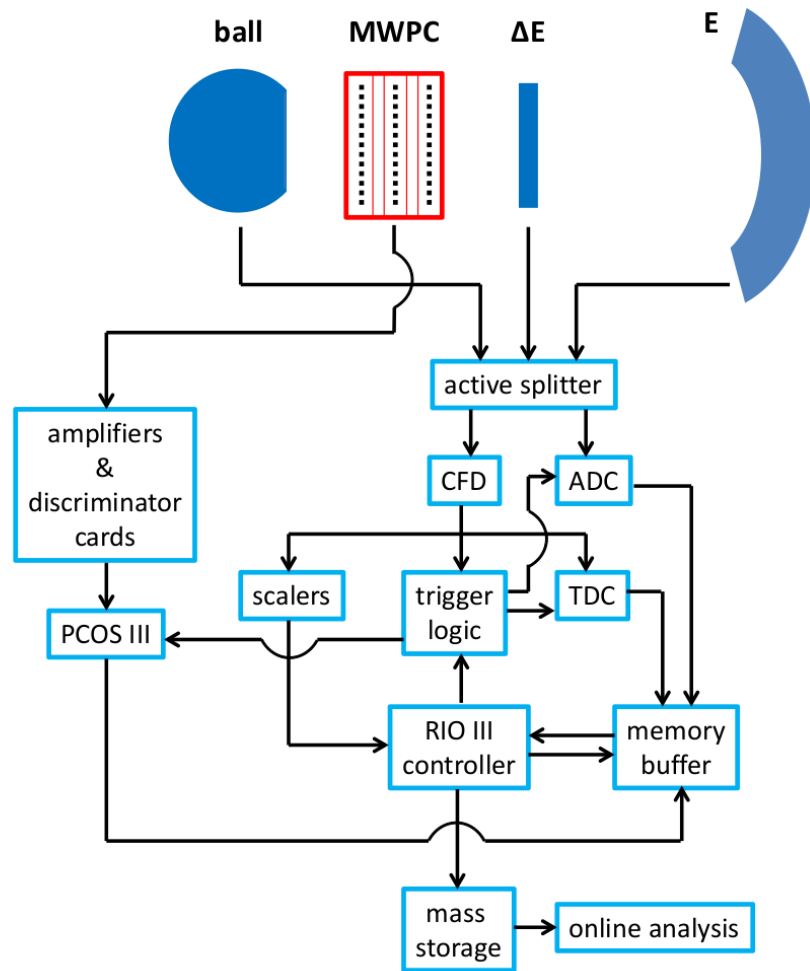 ball
MWPC
ΔE
E
active splitter
amplifiers
&
discriminator
cards
CFD
ADC
scalers
trigger
logic
TDC
PCOS III
RIO III
controller
memory
buffer
mass
storage
online analysis